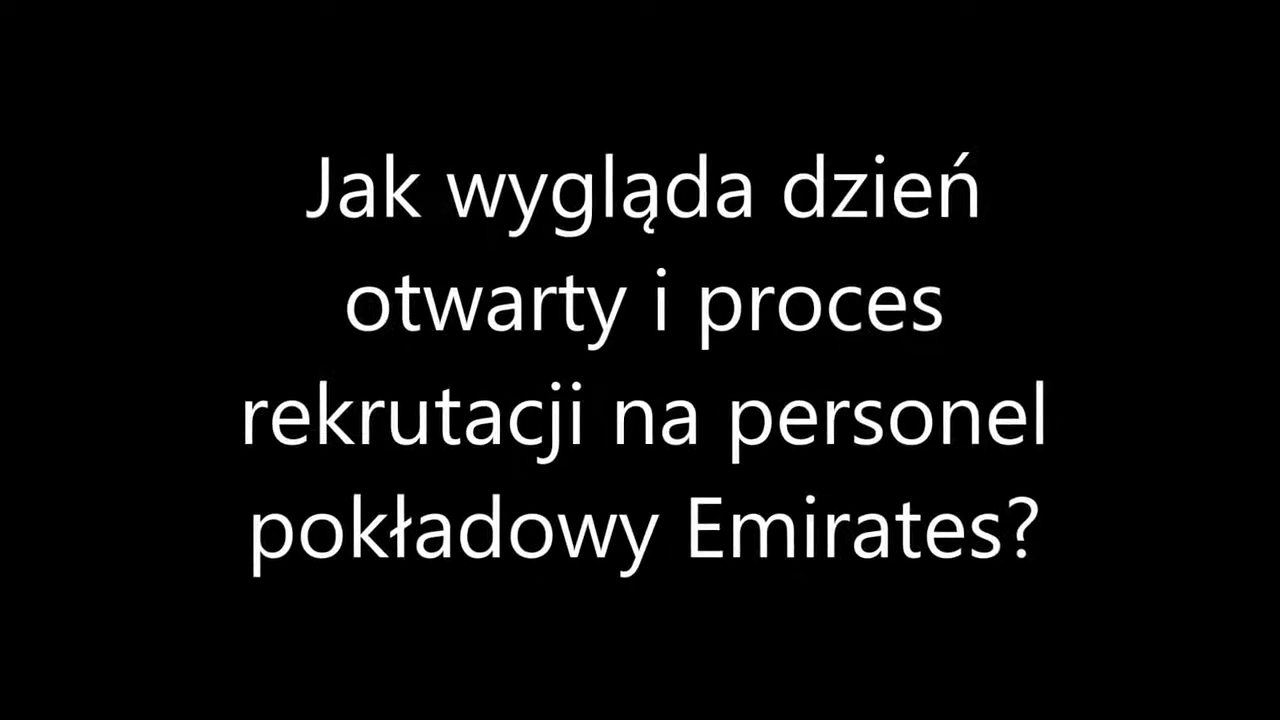 Jak wygląda dzień
otwarty i proces
rekrutacji na personel
pokładowy Emirates?